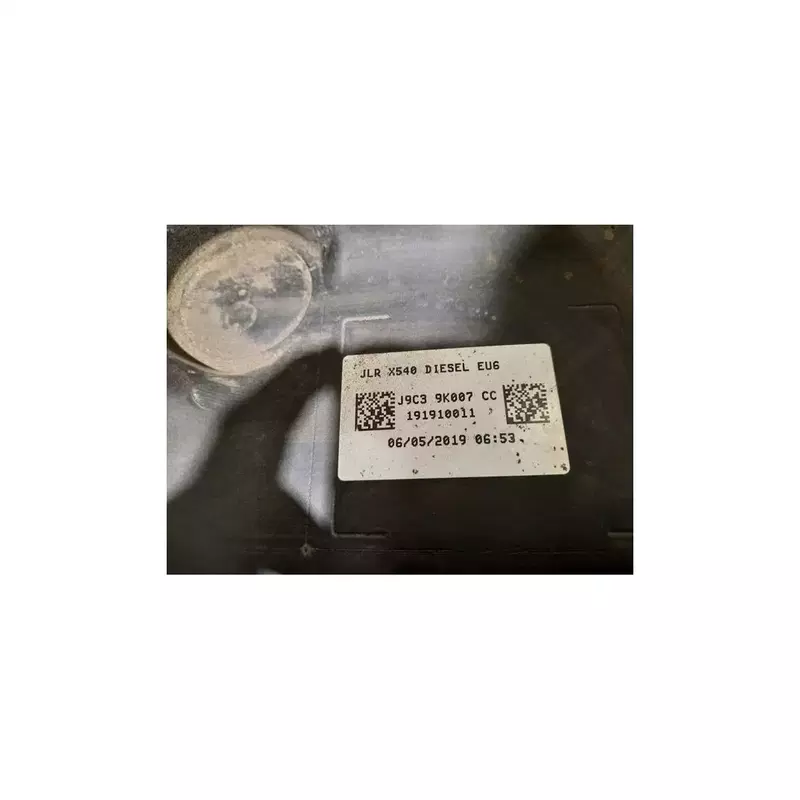 JLR X540 DIESEL EU6
J9C3 9K007 CC
191910011
06/05/2019 06:53